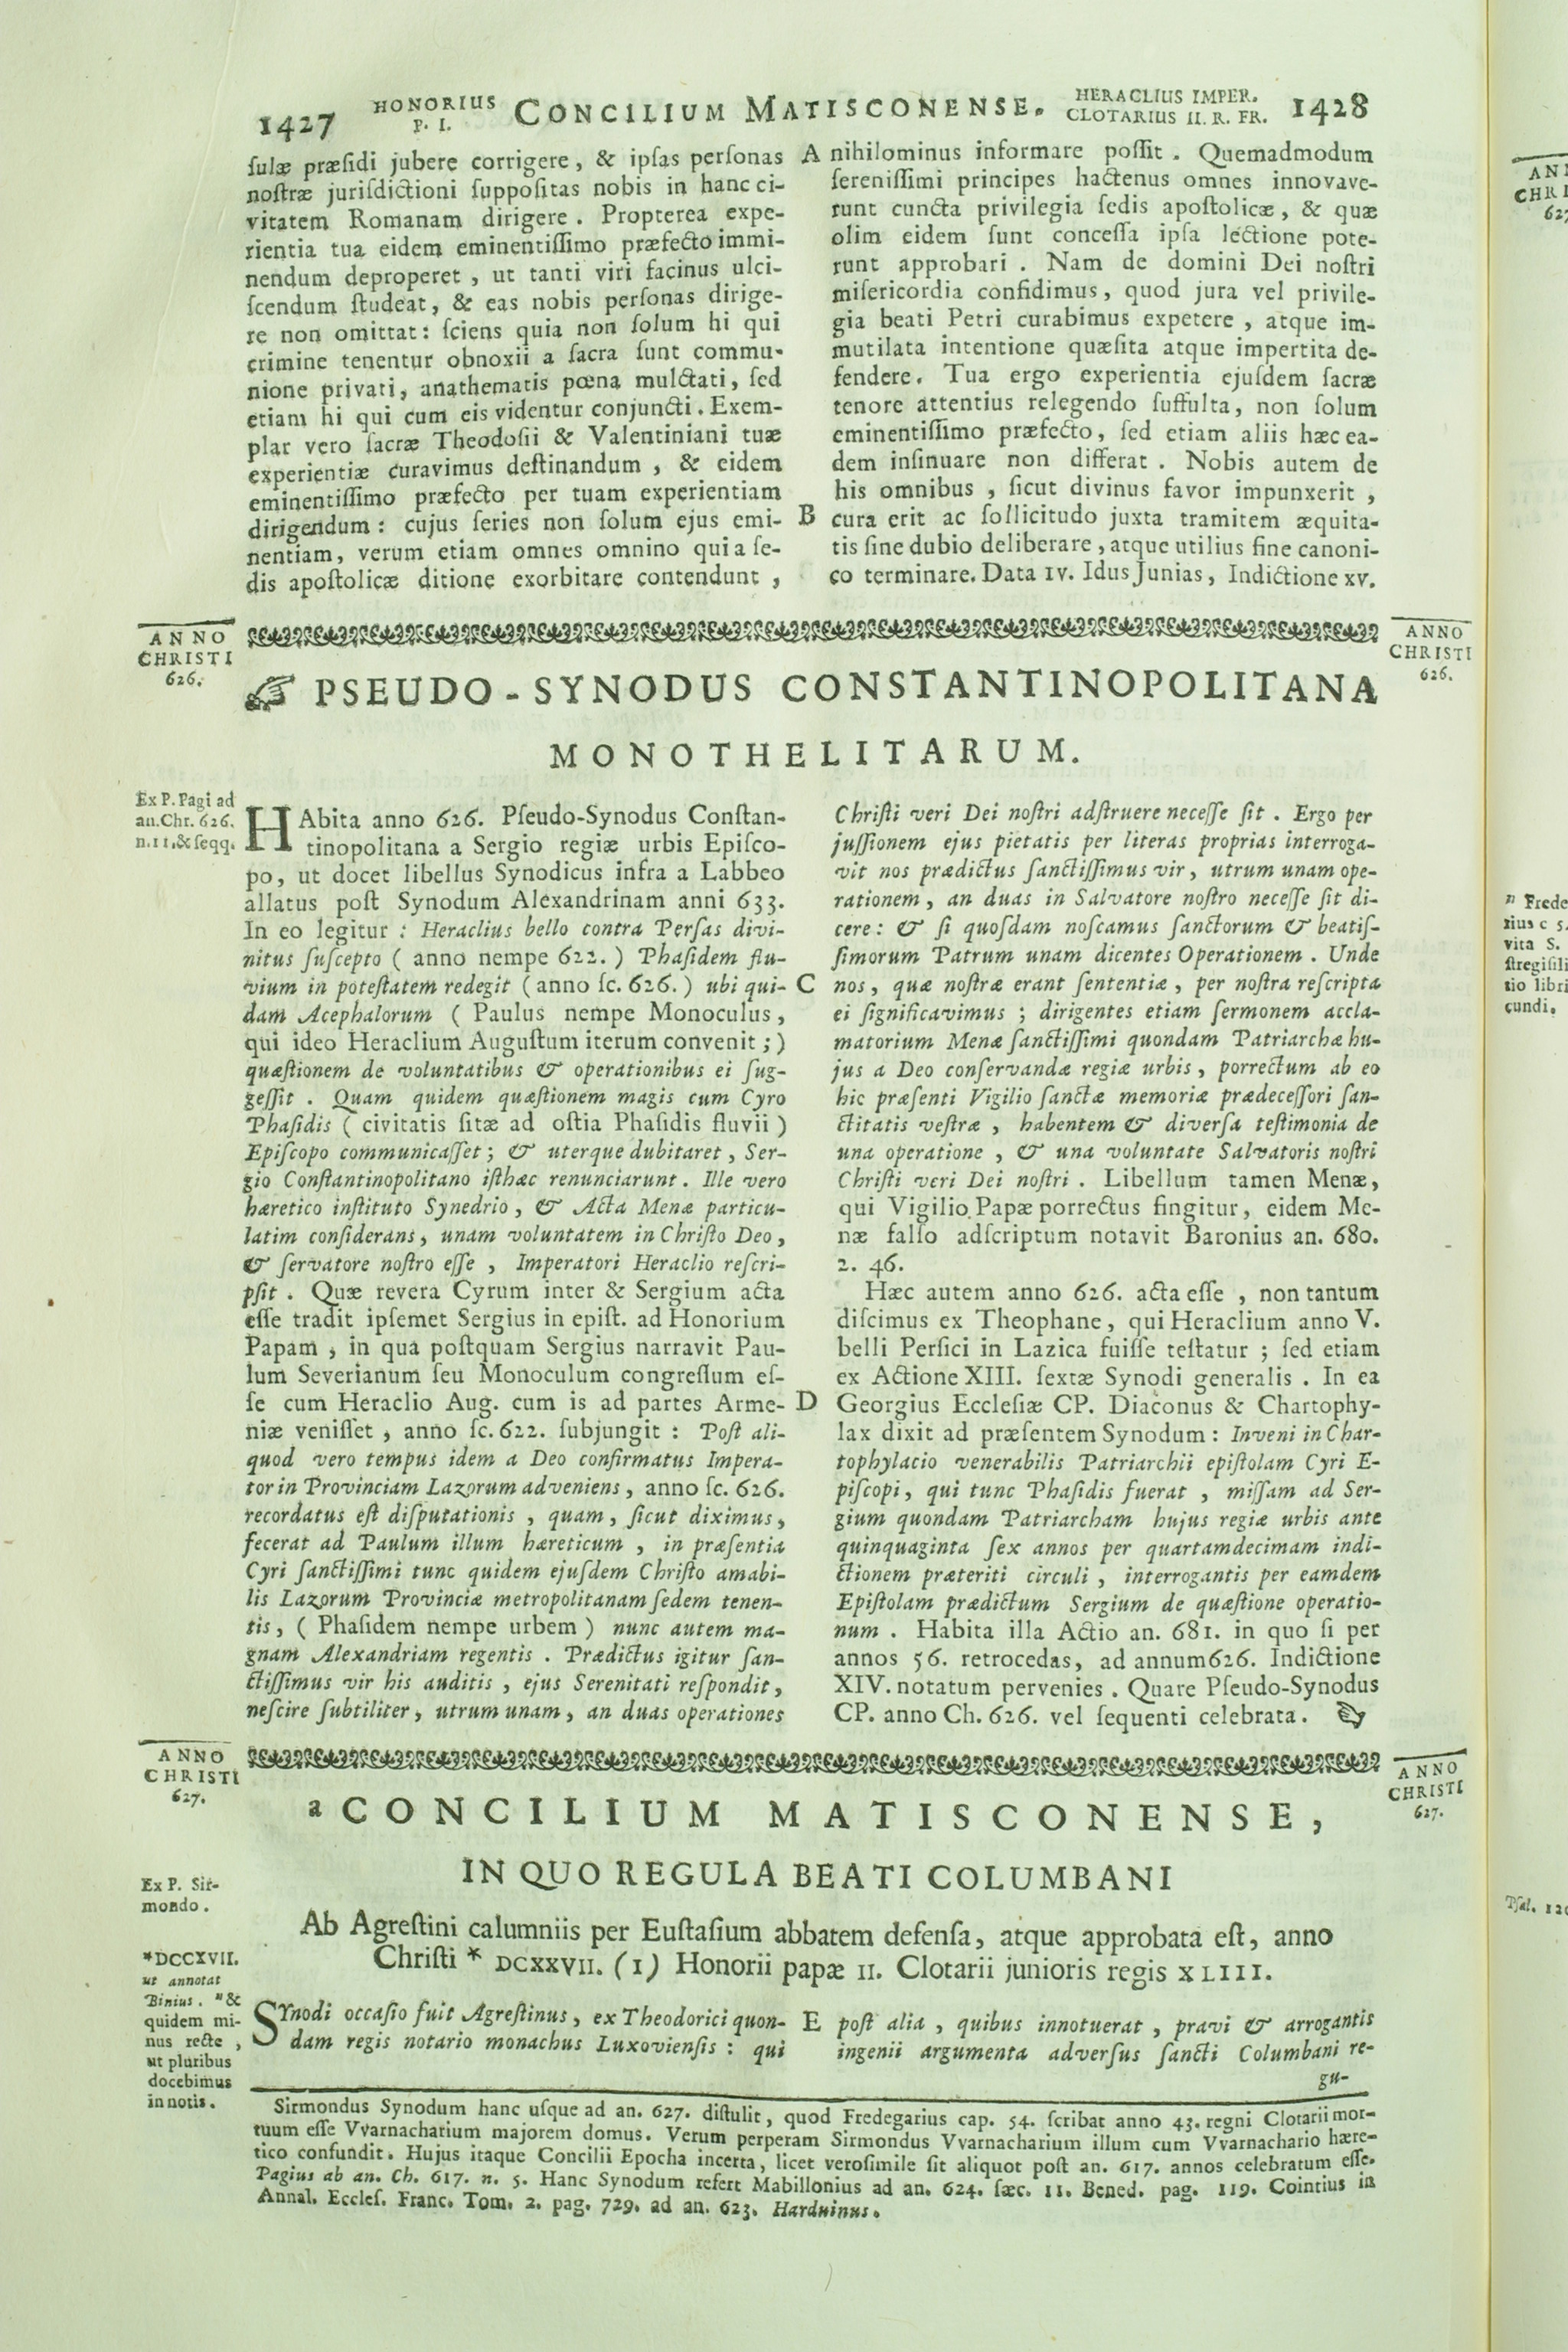 1427 HONORIUS P. I. CONCILIUM MATISCONENSE. HERACLIUS IMPER. CLOTARIUS II. R. FR. 1428
ſulæ præſidi jubere corrigere, & ipſas perſonas
noſtræ juriſdictioni ſuppoſitas nobis in hanc ci-
vitatem Romanam dirigere. Propterea expe-
rientia tua eidem eminentiſſimo præfecto immi-
nendum deproperet, ut tanti viri facinus ulci-
ſcendum ſtudeat, & eas nobis perſonas dirige-
re non omittat: ſciens quia non ſolum hi qui
crimine tenentur obnoxii a ſacra ſunt commu-
nione privati, anathematis pœna mulctati, ſed
etiam hi qui cum eis videntur conjuncti. Exem-
plar vero ſacræ Theodoſii & Valentiniani tuæ
experientiæ curavimus deſtinandum, & eidem
eminentiſſimo præfecto per tuam experientiam
dirigendum: cujus ſeries non ſolum ejus emi-
nentiam, verum etiam omnes omnino qui a ſe-
dis apoſtolicæ ditione exorbitare contendunt,
A nihilominus informare poſſit. Quemadmodum
ſereniſſimi principes hactenus omnes innovave-
runt cuncta privilegia ſedis apoſtolicæ, & quæ
olim eidem ſunt conceſſa ipſa lectione pote-
runt approbari. Nam de domini Dei noſtri
miſericordia confidimus, quod jura vel privile-
gia beati Petri curabimus expetere, atque im-
mutilata intentione quæſita atque impertita de-
fendere. Tua ergo experientia ejuſdem ſacræ
tenore attentius relegendo ſuffulta, non ſolum
eminentiſſimo præfecto, ſed etiam aliis hæc ea-
dem inſinuare non differat. Nobis autem de
his omnibus, ſicut divinus favor impunxerit,
B cura erit ac ſollicitudo juxta tramitem æquita-
tis ſine dubio deliberare, atque utilius fine canoni-
co terminare. Data IV. Idus Junias, Indictione XV.
ANNO
CHRISTI
626.
ANNO
CHRISTI
626.
☞ PSEUDO-SYNODUS CONSTANTINOPOLITANA
MONOTHELITARUM.
Ex P. Pagi ad
an. Chr. 626.
n. 11. & ſeqq.
HAbita anno 626. Pſeudo-Synodus Conſtan-
tinopolitana a Sergio regiæ urbis Epiſco-
po, ut docet libellus Synodicus infra a Labbeo
allatus poſt Synodum Alexandrinam anni 633.
In eo legitur: Heraclius bello contra Perſas divi-
nitus ſuſcepto (anno nempe 622.) Phaſidem flu-
vium in poteſtatem redegit (anno ſc. 626.) ubi qui-
dam Acephalorum (Paulus nempe Monoculus,
qui ideo Heraclium Auguſtum iterum convenit;)
quæſtionem de voluntatibus & operationibus ei ſug-
geſſit. Quam quidem quæſtionem magis cum Cyro
Phaſidis (civitatis ſitæ ad oſtia Phaſidis fluvii)
Epiſcopo communicaſſet; & uterque dubitaret, Ser-
gio Conſtantinopolitano iſthæc renunciarunt. Ille vero
hæretico inſtituto Synedrio, & Acta Menæ particu-
latim conſiderans, unam voluntatem in Chriſto Deo,
& ſervatore noſtro eſſe, Imperatori Heraclio reſcri-
pſit. Quæ revera Cyrum inter & Sergium acta
eſſe tradit ipſemet Sergius in epiſt. ad Honorium
Papam, in qua poſtquam Sergius narravit Pau-
lum Severianum ſeu Monoculum congreſſum eſ-
ſe cum Heraclio Aug. cum is ad partes Arme-
niæ veniſſet, anno ſc. 622. ſubjungit: Poſt ali-
quod vero tempus idem a Deo confirmatus Impera-
tor in Provinciam Lazorum adveniens, anno ſc. 626.
recordatus eſt diſputationis, quam, ſicut diximus,
fecerat ad Paulum illum hæreticum, in præſentia
Cyri ſanctiſſimi tunc quidem ejuſdem Chriſto amabi-
lis Lazorum Provinciæ metropolitanam ſedem tenen-
tis, (Phaſidem nempe urbem) nunc autem ma-
gnam Alexandriam regentis. Prædictus igitur ſan-
ctiſſimus vir his auditis, ejus Serenitati reſpondit,
neſcire ſubtiliter, utrum unam, an duas operationes
Chriſti veri Dei noſtri adſtruere neceſſe ſit. Ergo per
juſſionem ejus pietatis per literas proprias interroga-
vit nos prædictus ſanctiſſimus vir, utrum unam ope-
rationem, an duas in Salvatore noſtro neceſſe ſit di-
cere: & ſi quoſdam noſcamus ſanctorum & beatiſ-
ſimorum Patrum unam dicentes Operationem. Unde
C nos, quæ noſtræ erant ſententiæ, per noſtra reſcripta
ei ſignificavimus; dirigentes etiam ſermonem accla-
matorium Menæ ſanctiſſimi quondam Patriarchæ hu-
jus a Deo conſervandæ regiæ urbis, porrectum ab eo
hic præſenti Vigilio ſanctæ memoriæ prædeceſſori ſan-
ctitatis veſtræ, habentem & diverſa teſtimonia de
una operatione, & una voluntate Salvatoris noſtri
Chriſti veri Dei noſtri. Libellum tamen Menæ,
qui Vigilio Papæ porrectus fingitur, eidem Me-
næ falſo adſcriptum notavit Baronius an. 680.
2. 46.
Hæc autem anno 626. acta eſſe, non tantum
diſcimus ex Theophane, qui Heraclium anno V.
belli Perſici in Lazica fuiſſe teſtatur; ſed etiam
ex Actione XIII. ſextæ Synodi generalis. In ea
D Georgius Eccleſiæ CP. Diaconus & Chartophy-
lax dixit ad præſentem Synodum: Inveni in Char-
tophylacio venerabilis Patriarchii epiſtolam Cyri E-
piſcopi, qui tunc Phaſidis fuerat, miſſam ad Ser-
gium quondam Patriarcham hujus regiæ urbis ante
quinquaginta ſex annos per quartamdecimam indi-
ctionem præteriti circuli, interrogantis per eamdem
Epiſtolam prædictum Sergium de quæſtione operatio-
num. Habita illa Actio an. 681. in quo ſi per
annos 56. retrocedas, ad annum 626. Indictione
XIV. notatum pervenies. Quare Pſeudo-Synodus
CP. anno Ch. 626. vel ſequenti celebrata. ☜
ANNO
CHRISTI
627.
ANNO
CHRISTI
627.
a CONCILIUM MATISCONENSE,
IN QUO REGULA BEATI COLUMBANI
Ex P. Sir-
mondo.
Ab Agreſtini calumniis per Euſtaſium abbatem defenſa, atque approbata eſt, anno
Chriſti * DCXXVII. (1) Honorii papæ II. Clotarii junioris regis XLIII.
*DCCXVII.
ut annotat
Binius. " &
quidem mi-
nus recte,
ut pluribus
docebimus
in notis.
SYnodi occaſio fuit Agreſtinus, ex Theodorici quon-
dam regis notario monachus Luxovienſis: qui
E poſt alia, quibus innotuerat, pravi & arrogantis
ingenii argumenta adverſus ſancti Columbani re-
gu-
Sirmondus Synodum hanc uſque ad an. 627. diſtulit, quod Fredegarius cap. 54. ſcribat anno 43. regni Clotarii mor-
tuum eſſe Vvarnacharium majorem domus. Verum perperam Sirmondus Vvarnacharium illum cum Vvarnachario hære-
tico confundit. Hujus itaque Concilii Epocha incerta, licet veroſimile ſit aliquot poſt an. 617. annos celebratum eſſe.
Pagius ab an. Ch. 617. n. 5. Hanc Synodum refert Mabillonius ad an. 624. ſæc. II. Bened. pag. 119. Cointius in
Annal. Eccleſ. Franc. Tom. 2. pag. 729. ad an. 623. Harduinus.
CHRI
" Frede
rius c 5.
vita S.
ſtregiſili
tio libri
cundi.